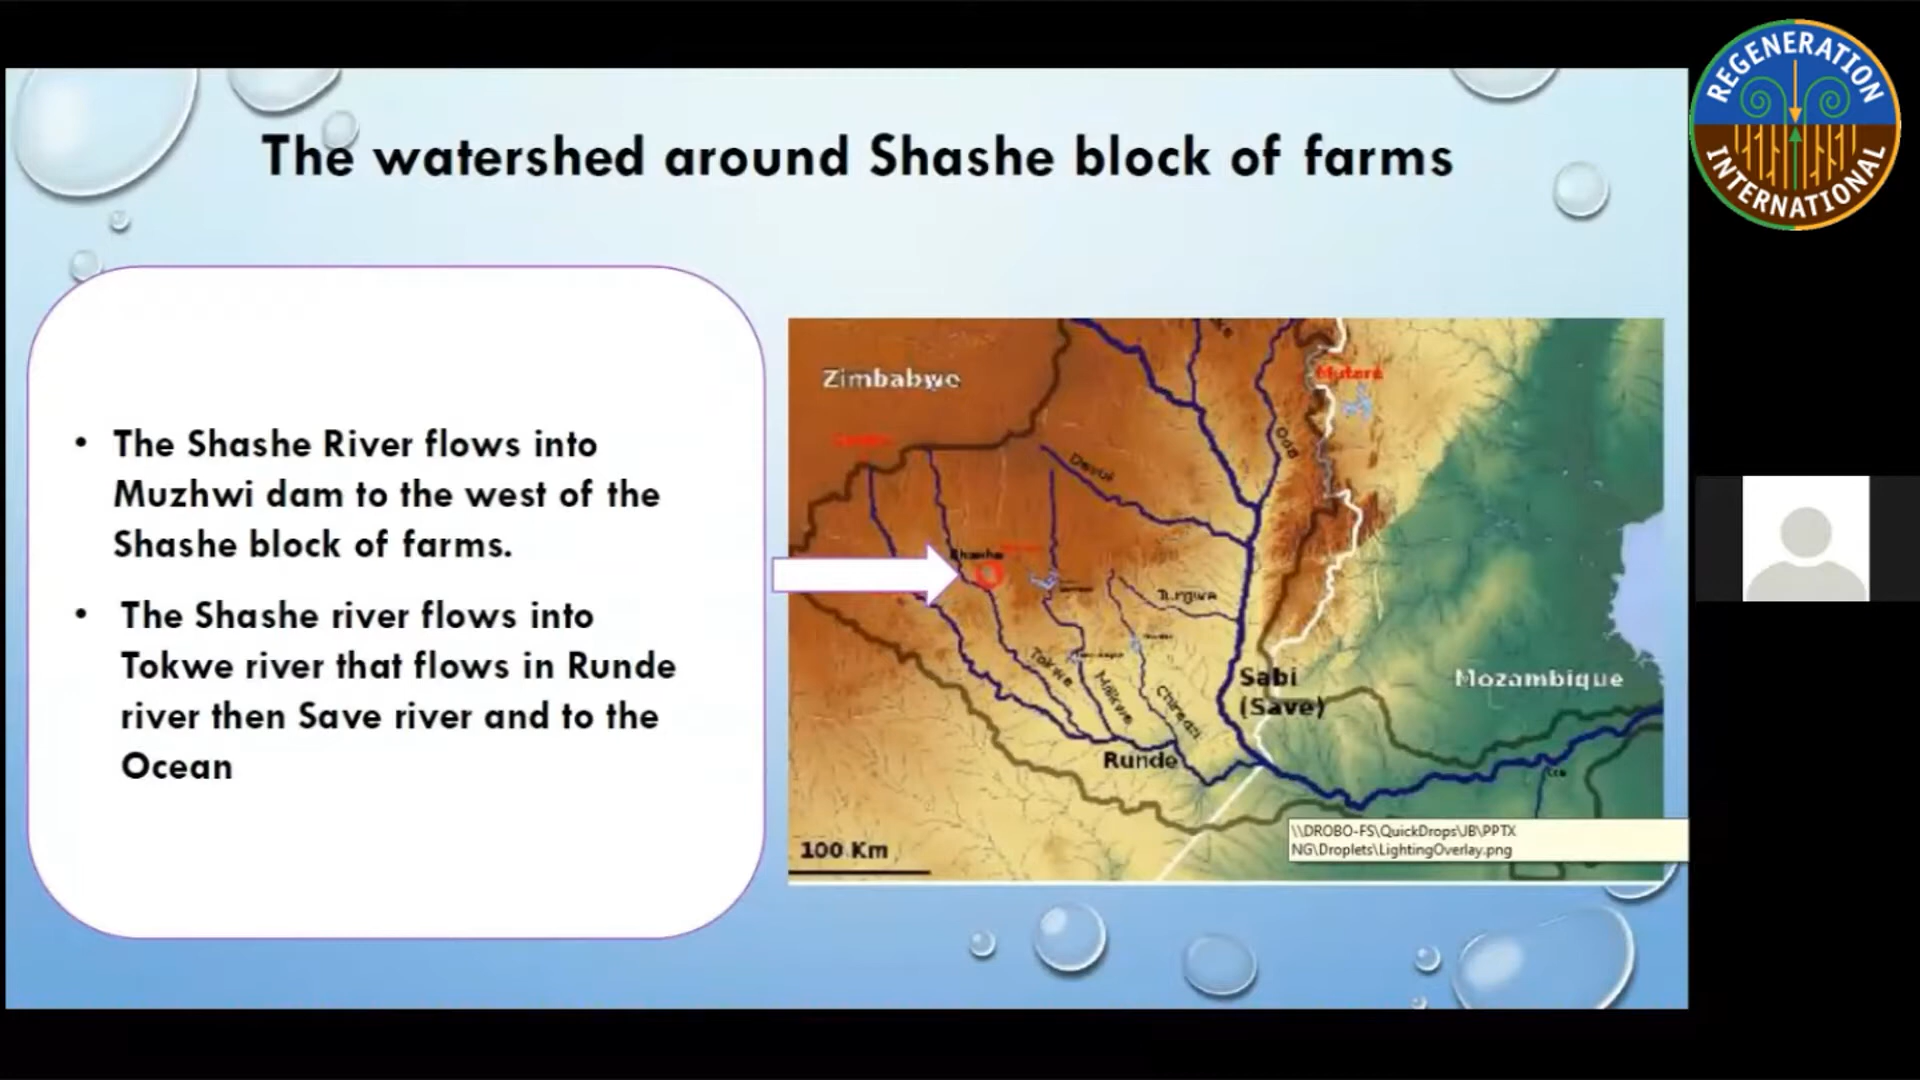 REGENERATION
INTERNATIONAL
The watershed around Shashe block of farms
• The Shashe River flows into
Muzhwi dam to the west of the
Shashe block of farms.
• The Shashe river flows into
Tokwe river that flows in Runde
river then Save river and to the
Ocean
Zimbabwe
Mutare
Odzi
Devuli
Shashe
Turgwe
Tokwe
Mtilikwe
Chiredzi
Sabi
(Save)
Mozambique
Runde
100 Km
\\DROBO-FS\QuickDrops\JB\PPTX
NG\Droplets\LightingOverlay.png